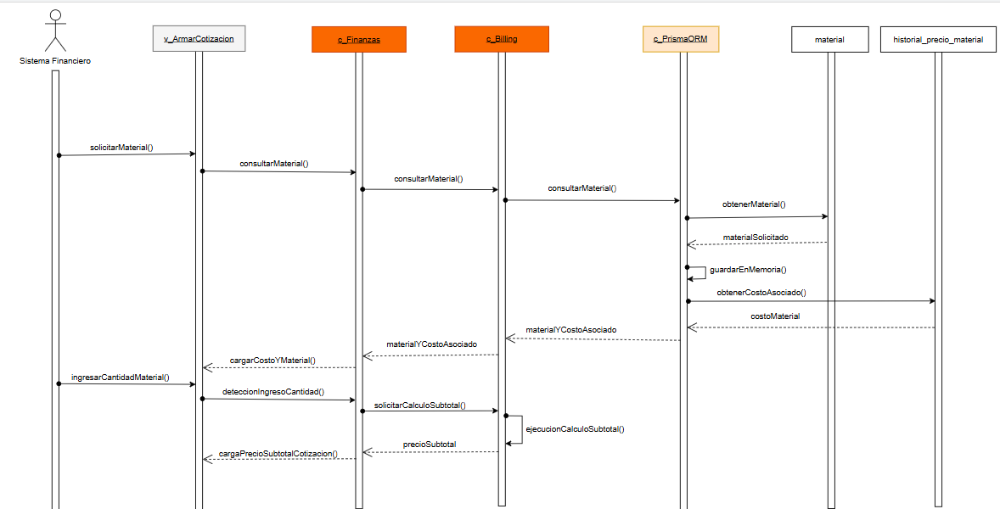 Sistema Financiero
v_ArmarCotizacion
c_Finanzas
c_Billing
c_PrismaORM
material
historial_precio_material
solicitarMaterial()
consultarMaterial()
consultarMaterial()
consultarMaterial()
obtenerMaterial()
materialSolicitado
guardarEnMemoria()
obtenerCostoAsociado()
costoMaterial
materialYCostoAsociado
materialYCostoAsociado
cargarCostoYMaterial()
ingresarCantidadMaterial()
deteccionIngresoCantidad()
solicitarCalculoSubtotal()
ejecucionCalculoSubtotal()
precioSubtotal
cargaPrecioSubtotalCotizacion()